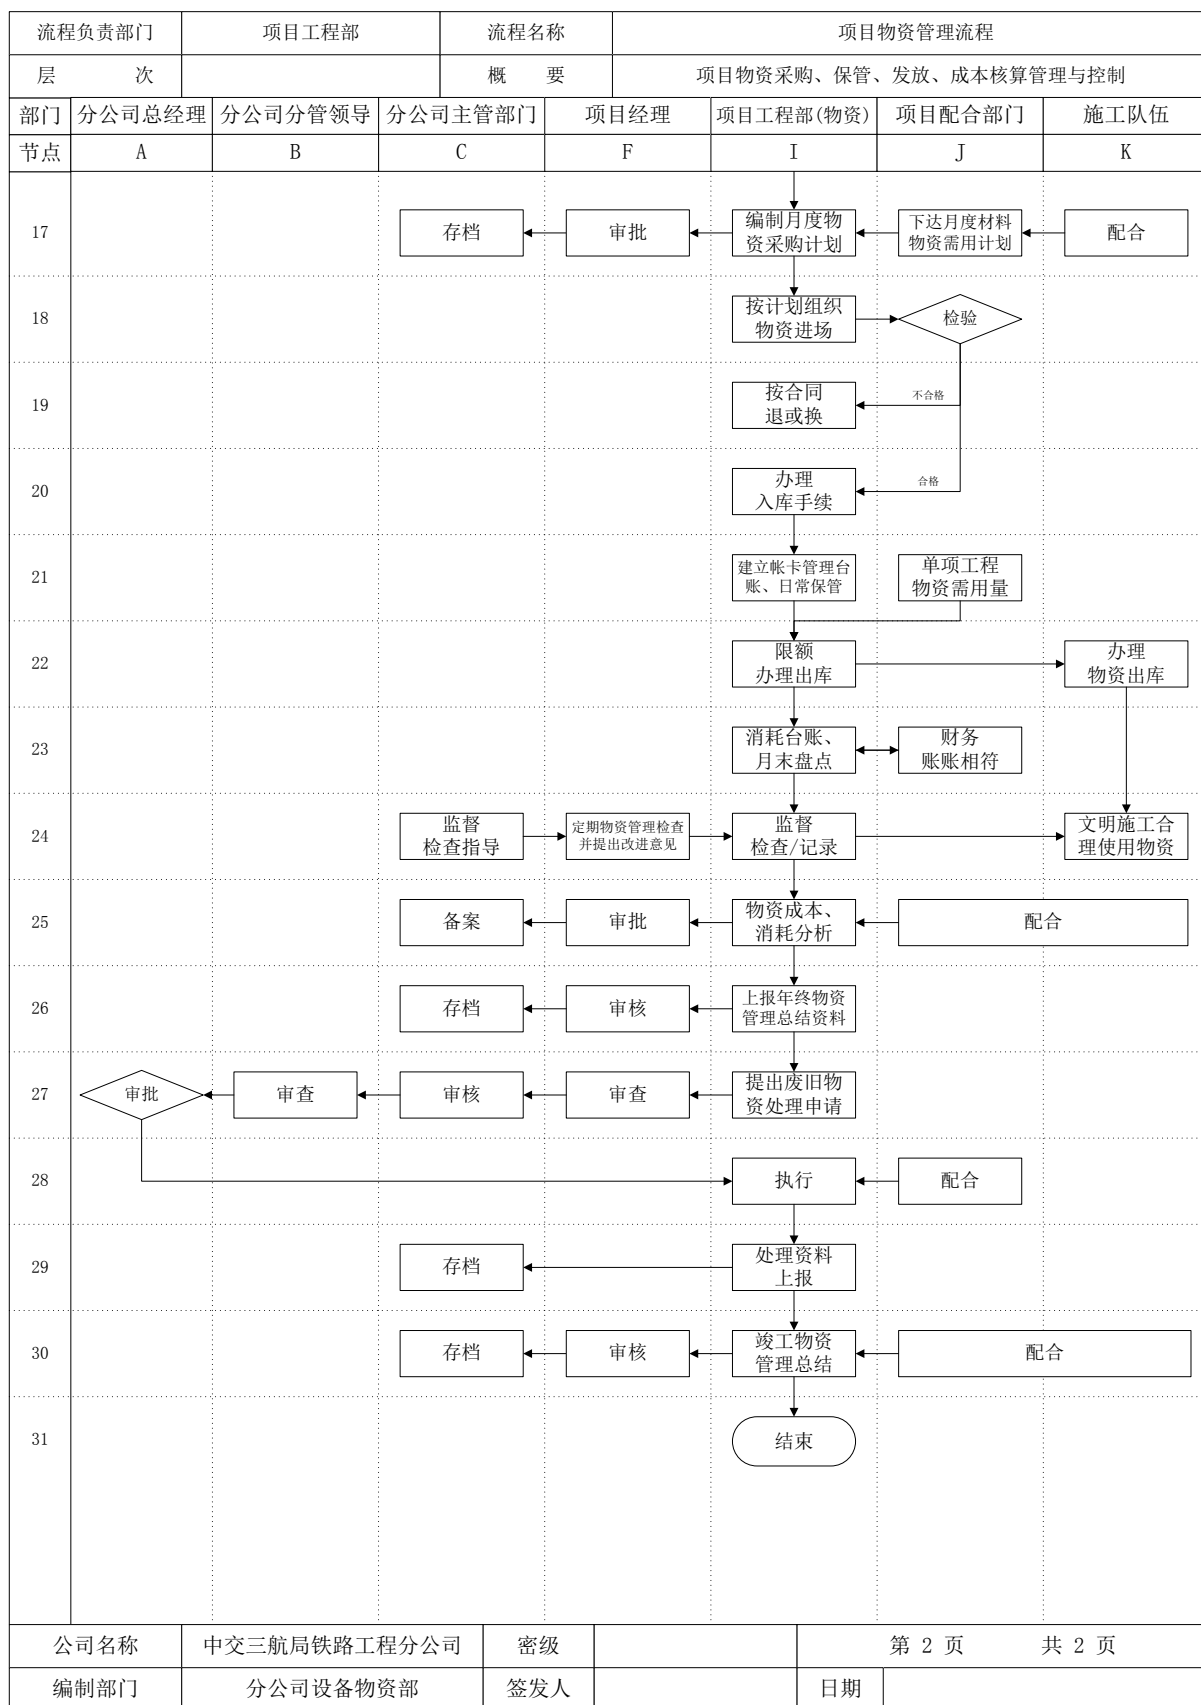 流程负责部门 项目工程部 流程名称 项目物资管理流程
层 次 概 要 项目物资采购、保管、发放、成本核算管理与控制
部门 分公司总经理 分公司分管领导 分公司主管部门 项目经理 项目工程部(物资) 项目配合部门 施工队伍
节点 A B C F I J K
17 存档 审批 编制月度物 下达月度材料 配合
资采购计划 物资需用计划
18 按计划组织 检验
物资进场
19 按合同 不合格
退或换
20 办理 合格
入库手续
21 建立帐卡管理台 单项工程
账、日常保管 物资需用量
22 限额 办理
办理出库 物资出库
23 消耗台账、 财务
月末盘点 账账相符
24 监督 定期物资管理检查 监督 文明施工合
检查指导 并提出改进意见 检查/记录 理使用物资
25 备案 审批 物资成本、 配合
消耗分析
26 存档 审核 上报年终物资
管理总结资料
27 审批 审查 审核 审查 提出废旧物
资处理申请
28 执行 配合
29 存档 处理资料
上报
30 存档 审核 竣工物资 配合
管理总结
31 结束
公司名称 中交三航局铁路工程分公司 密级 第 2 页 共 2 页
编制部门 分公司设备物资部 签发人 日期